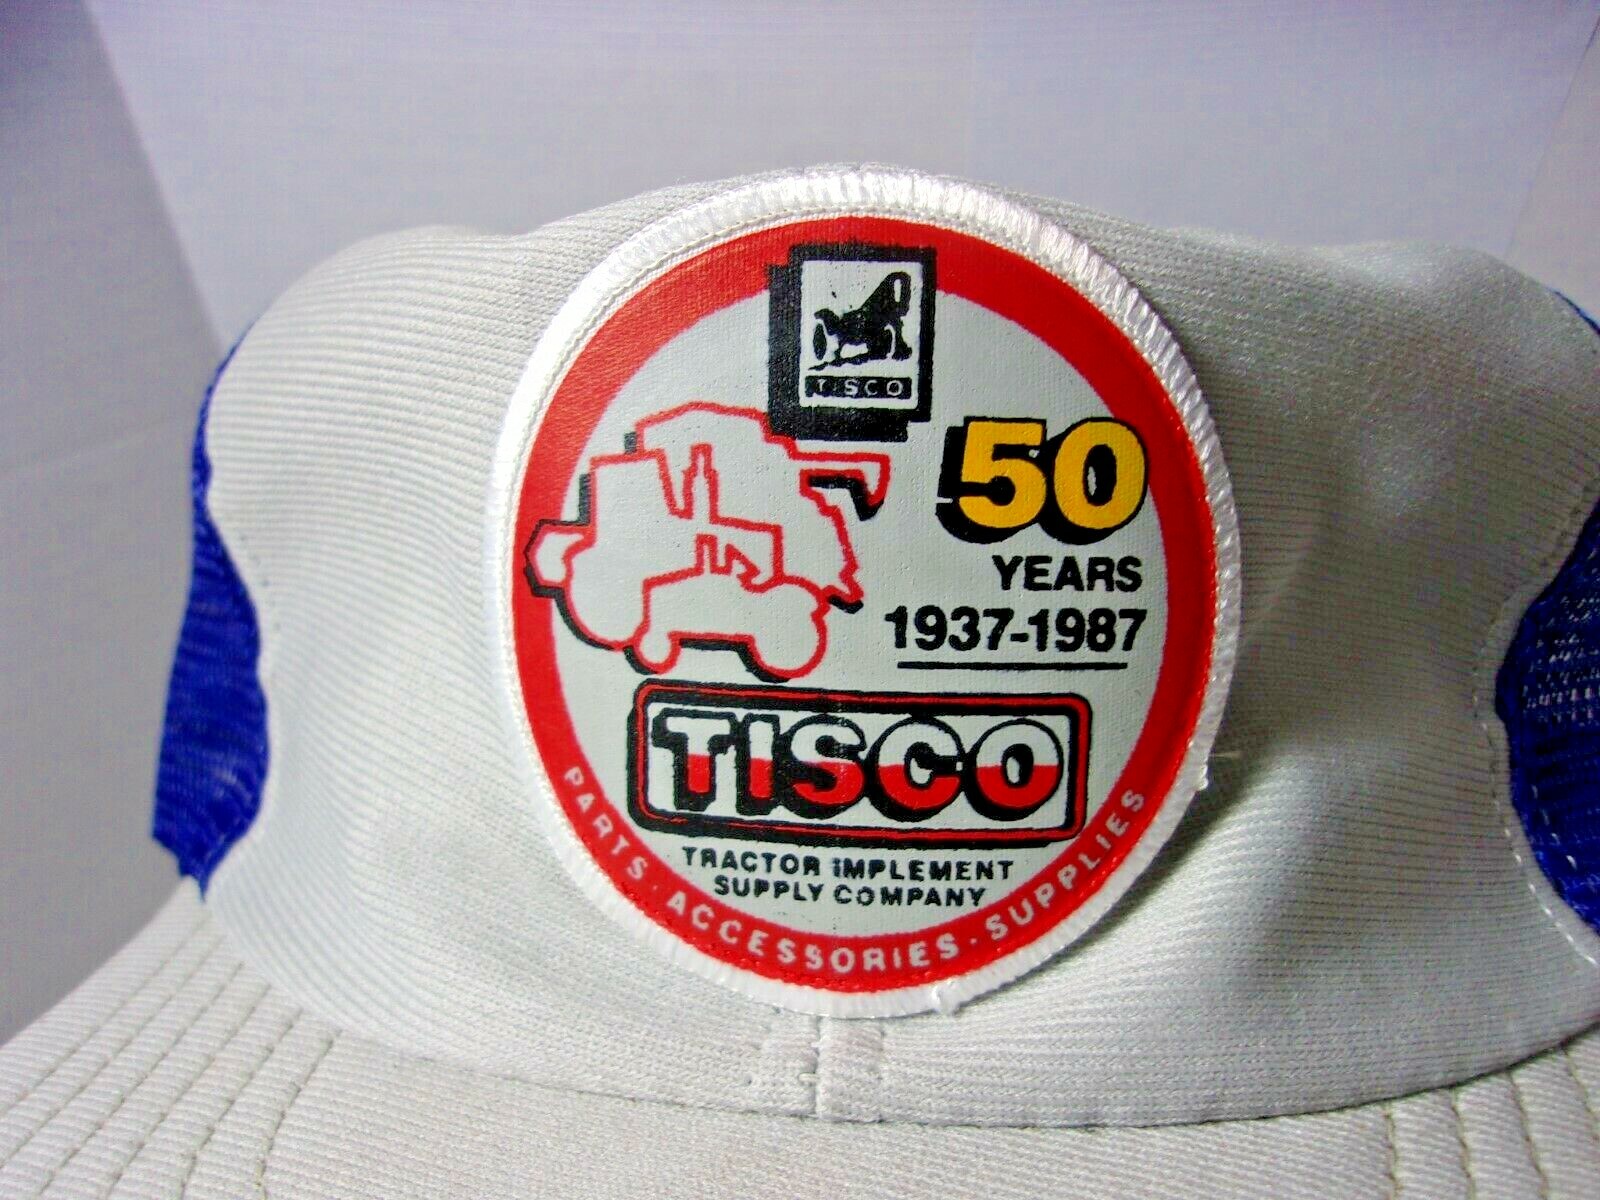 TISCO
50
YEARS
1937-1987
TISCO
TRACTOR IMPLEMENT
SUPPLY COMPANY
PARTS · ACCESSORIES · SUPPLIES